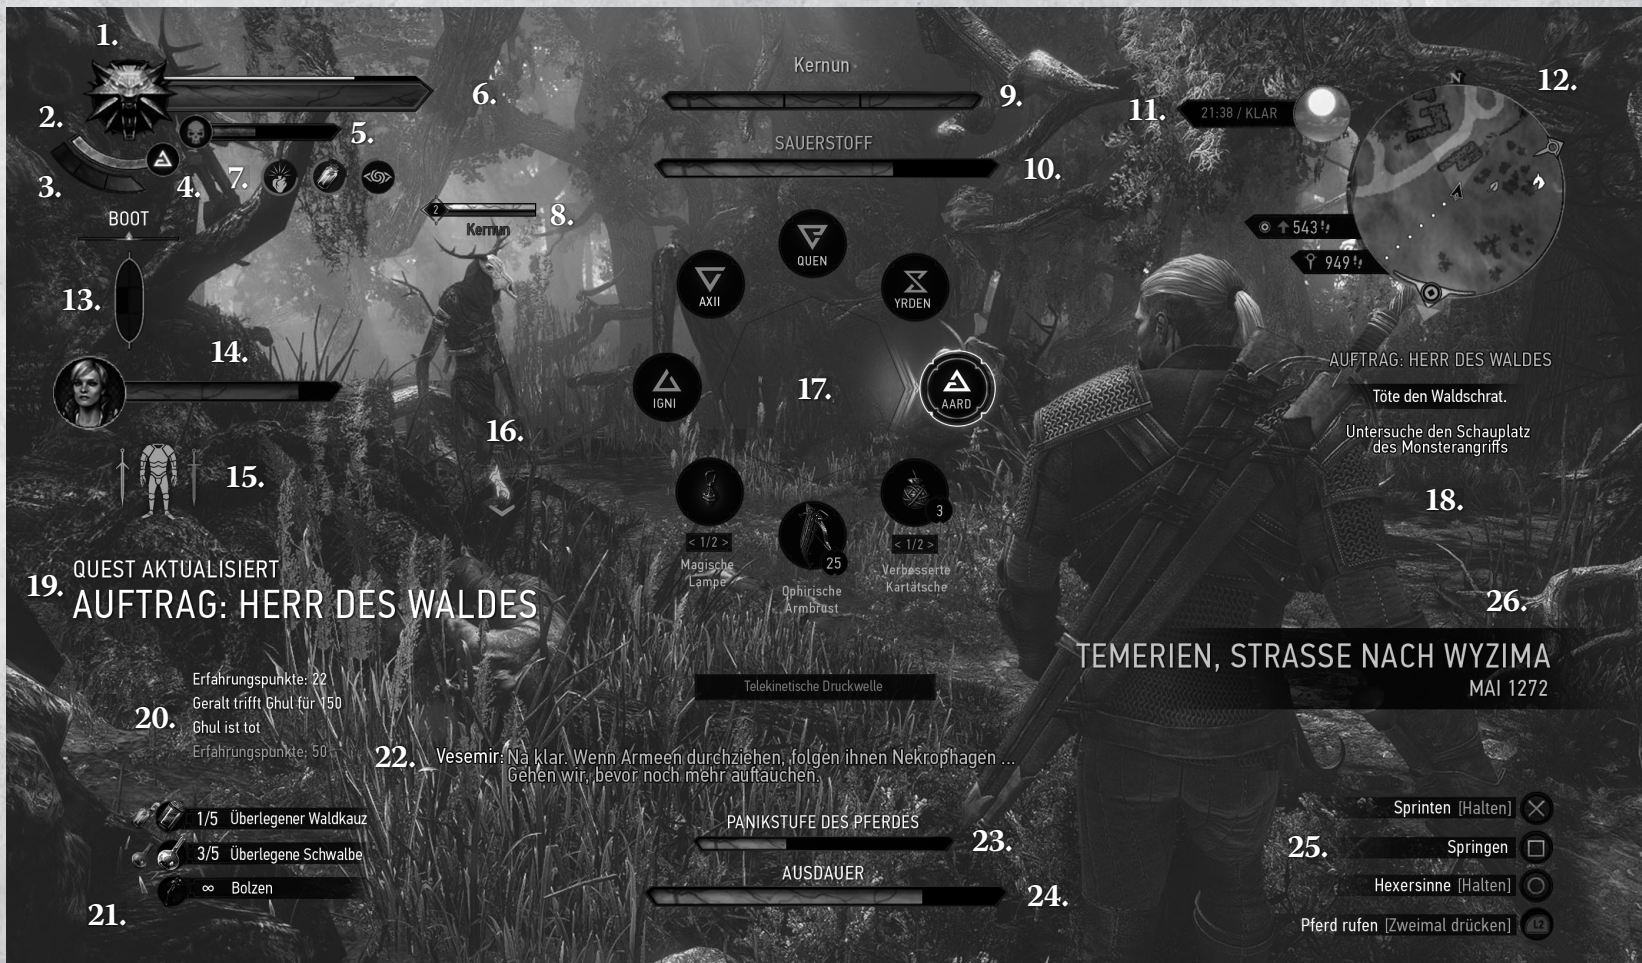 1.
2.
3.
4.
5.
6.
7.
BOOT
2
Kernun
8.
Kernun
9.
SAUERSTOFF
10.
11.
21:38 / KLAR
N
12.
543
949
13.
14.
15.
16.
QUEN
AXII
YRDEN
IGNI
17.
AARD
< 1/2 >
Magische
Lampe
25
Ophirische
Armbrust
3
< 1/2 >
Verbesserte
Kartätsche
AUFTRAG: HERR DES WALDES
Töte den Waldschrat.
Untersuche den Schauplatz
des Monsterangriffs
18.
19.
QUEST AKTUALISIERT
AUFTRAG: HERR DES WALDES
26.
TEMERIEN, STRASSE NACH WYZIMA
MAI 1272
Telekinetische Druckwelle
20.
Erfahrungspunkte: 22
Geralt trifft Ghul für 150
Ghul ist tot
Erfahrungspunkte: 50
22.
Vesemir: Na klar. Wenn Armeen durchziehen, folgen ihnen Nekrophagen ...
Gehen wir, bevor noch mehr auftauchen.
1/5 Überlegener Waldkauz
3/5 Überlegene Schwalbe
∞ Bolzen
21.
PANIKSTUFE DES PFERDES
23.
AUSDAUER
24.
25.
Sprinten [Halten]
Springen
Hexersinne [Halten]
Pferd rufen [Zweimal drücken] L2